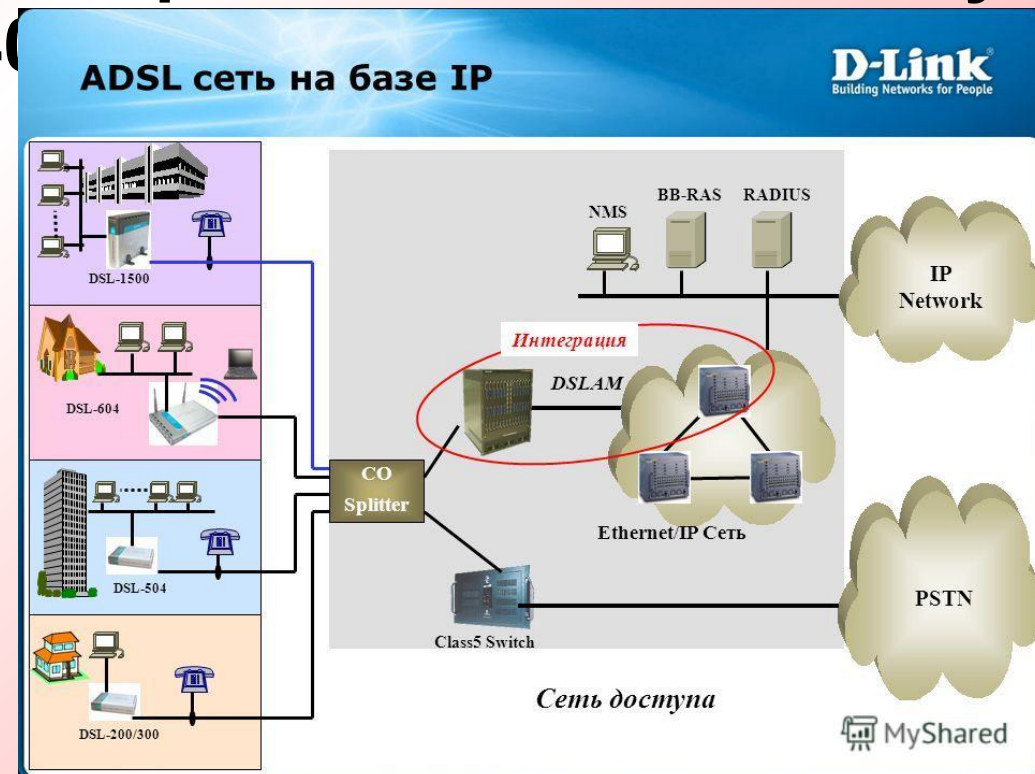 ADSL сеть на базе IP
D-Link
Building Networks for People
DSL-1500
DSL-604
DSL-504
DSL-200/300
CO
Splitter
NMS
BB-RAS
RADIUS
Интеграция
DSLAM
Ethernet/IP Сеть
Class5 Switch
IP
Network
PSTN
Сеть доступа
MyShared